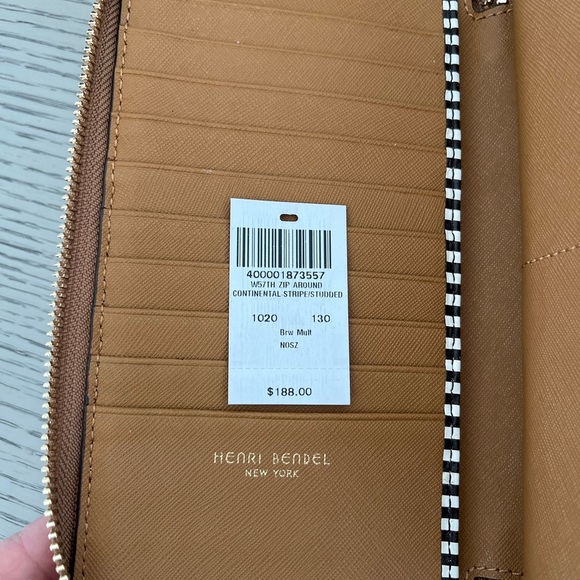 400001873557
W57TH ZIP AROUND
CONTINENTAL-STRIPE/STUDDED
1020 130
Brw Mult
NOSZ
$188.00
HENRI BENDEL
NEW YORK